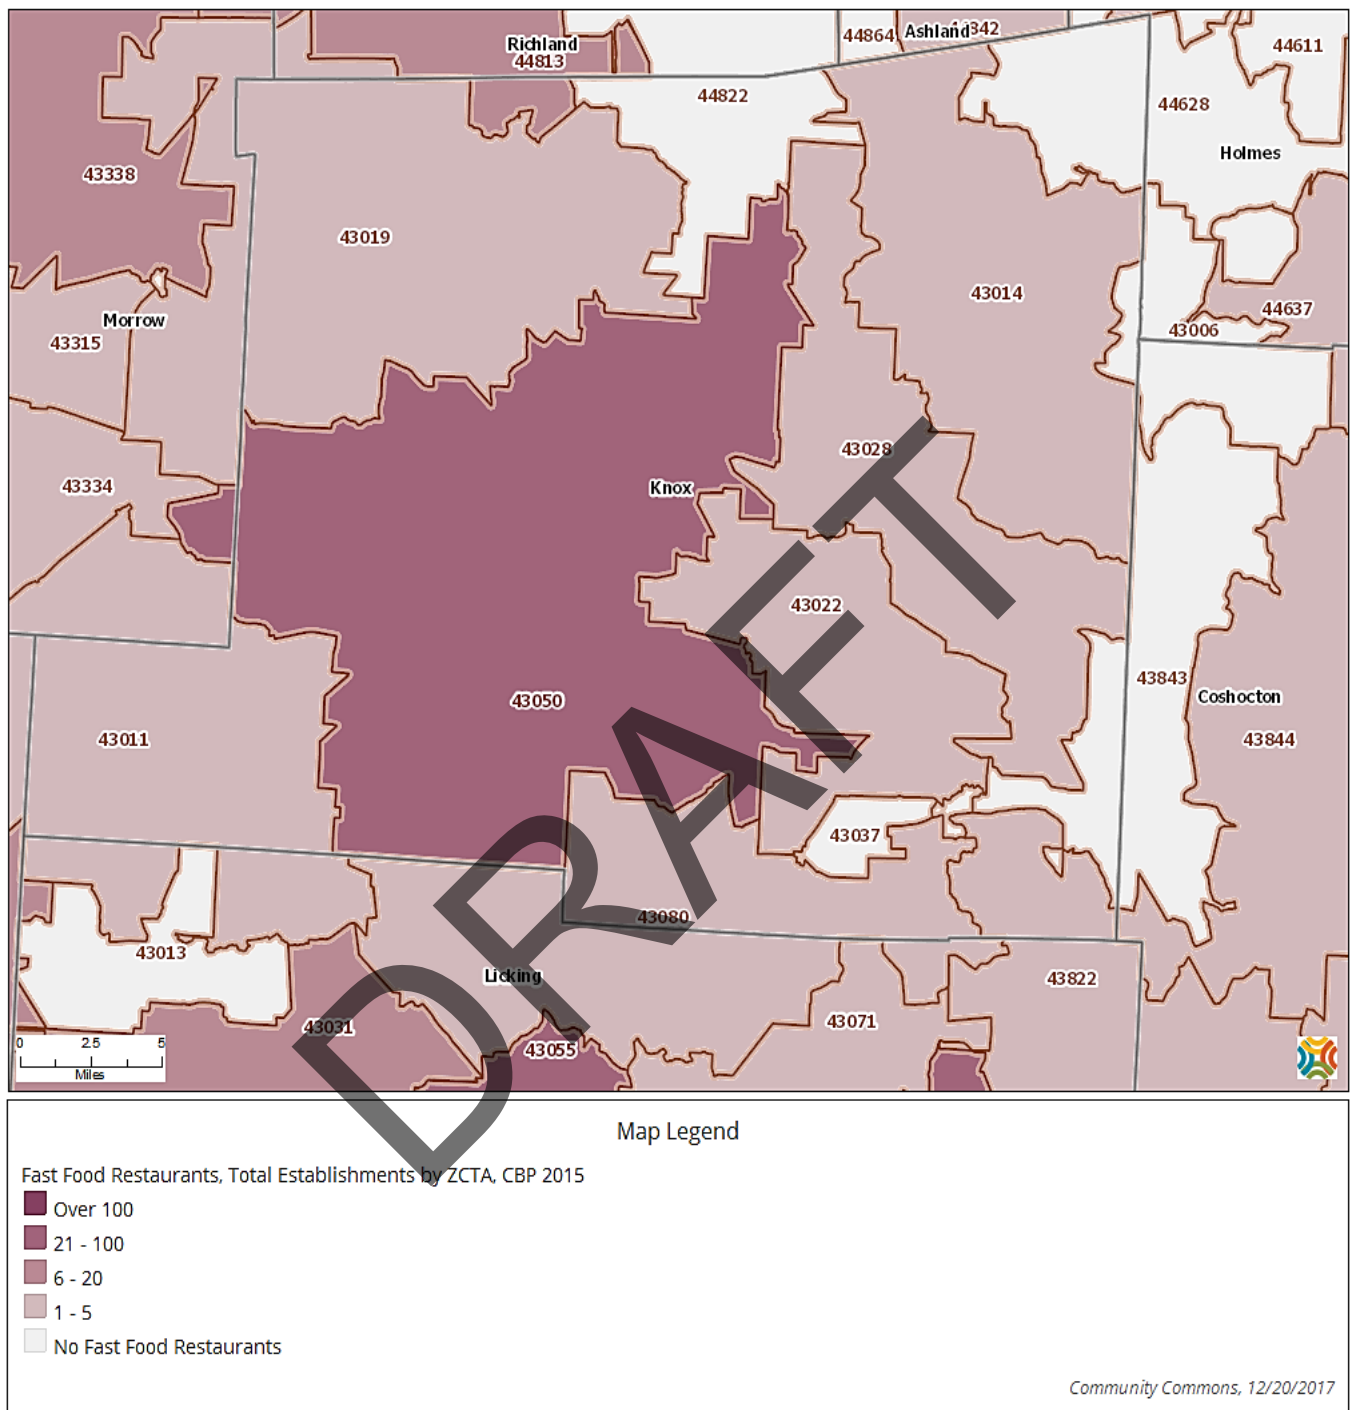 44864
Ashland
842
Richland
44813
44611
44822
44628
Holmes
43338
43019
43014
44637
Morrow
43006
43315
43028
43334
Knox
43022
43843
Coshocton
43050
43011
43844
43037
43080
43013
Licking
43822
43031
43071
43055
0 2.5 5
Miles
DRAFT
Map Legend
Fast Food Restaurants, Total Establishments by ZCTA, CBP 2015
Over 100
21 - 100
6 - 20
1 - 5
No Fast Food Restaurants
Community Commons, 12/20/2017